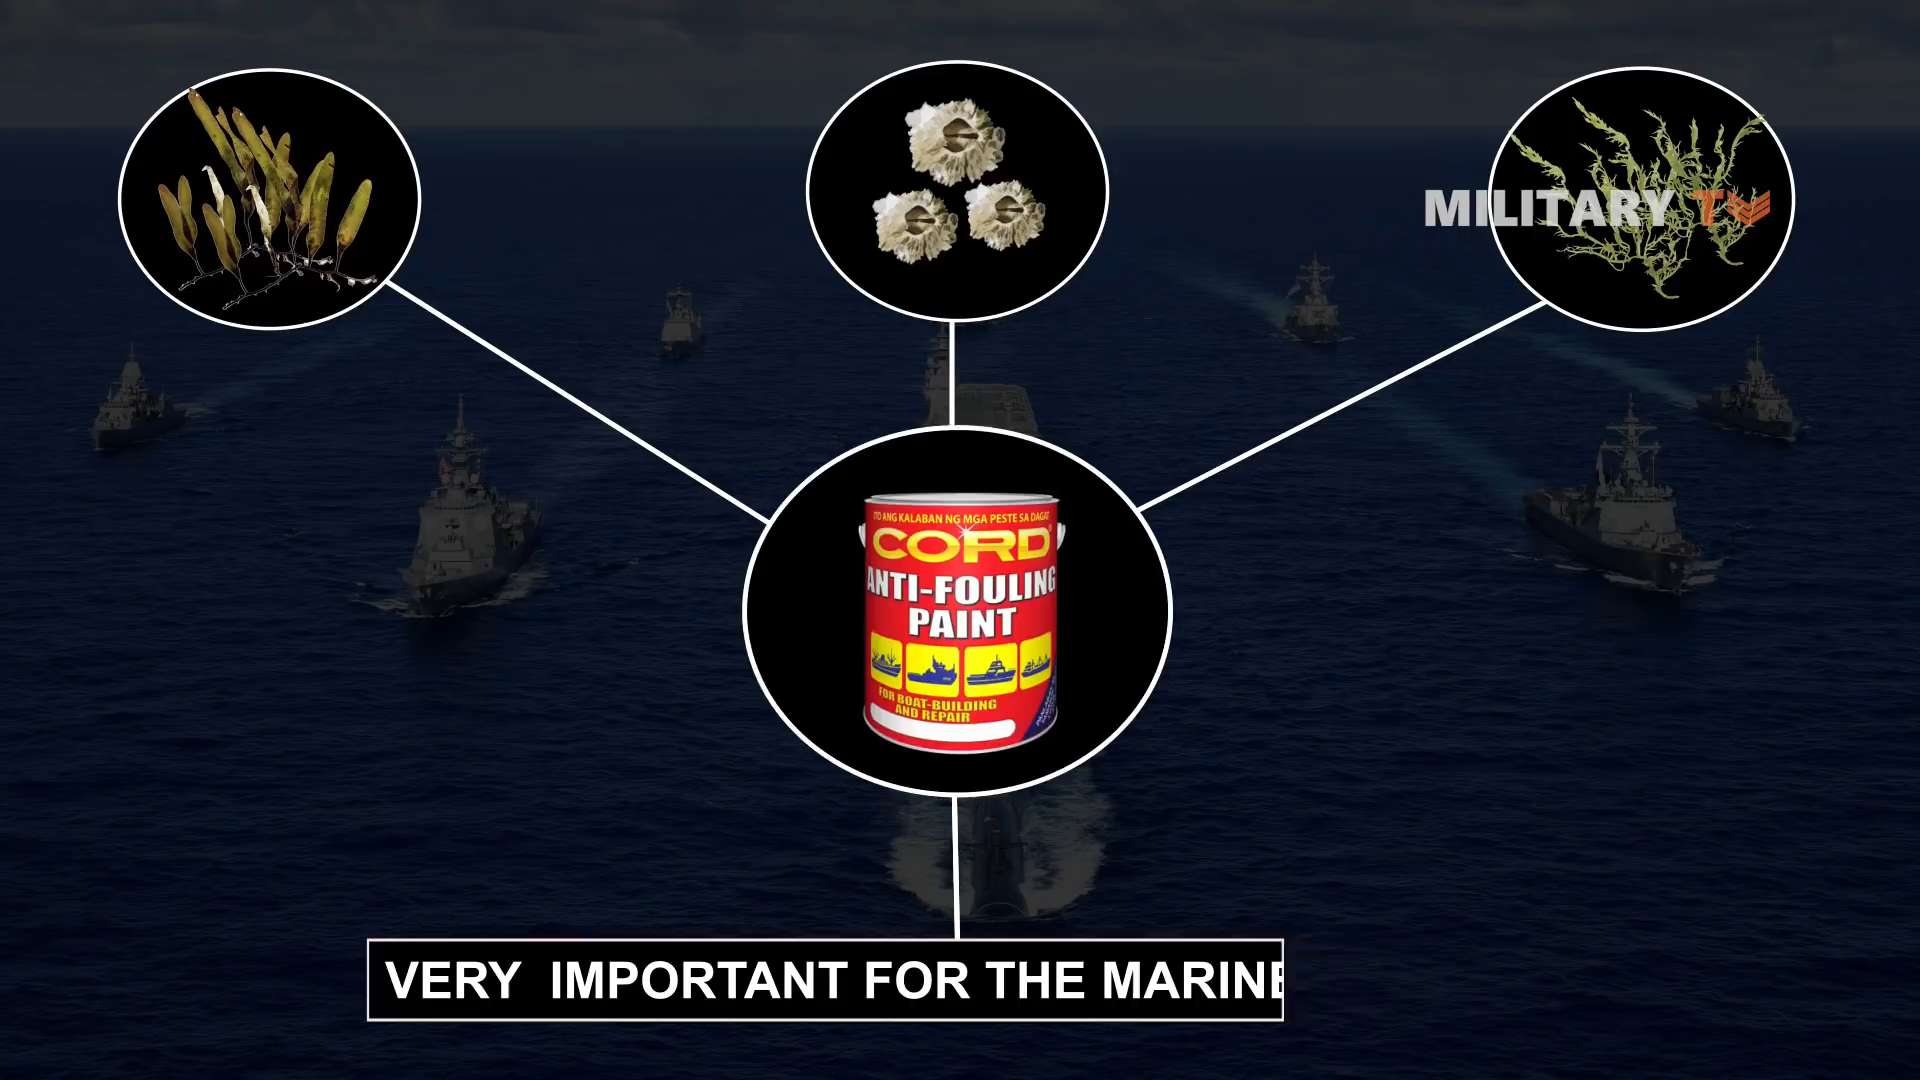 MILITARY TV
ITO ANG KALABAN NG MGA PESTE SA DAGAT
CORD
ANTI-FOULING
PAINT
FOR BOAT-BUILDING
AND REPAIR
VERY IMPORTANT FOR THE MARINE